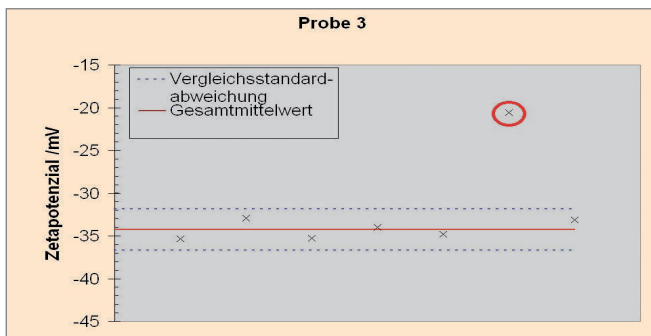 Probe 3
Zetapotenzial /mV
-15
-20
-25
-30
-35
-40
-45
Vergleichsstandard-
abweichung
Gesamtmittelwert